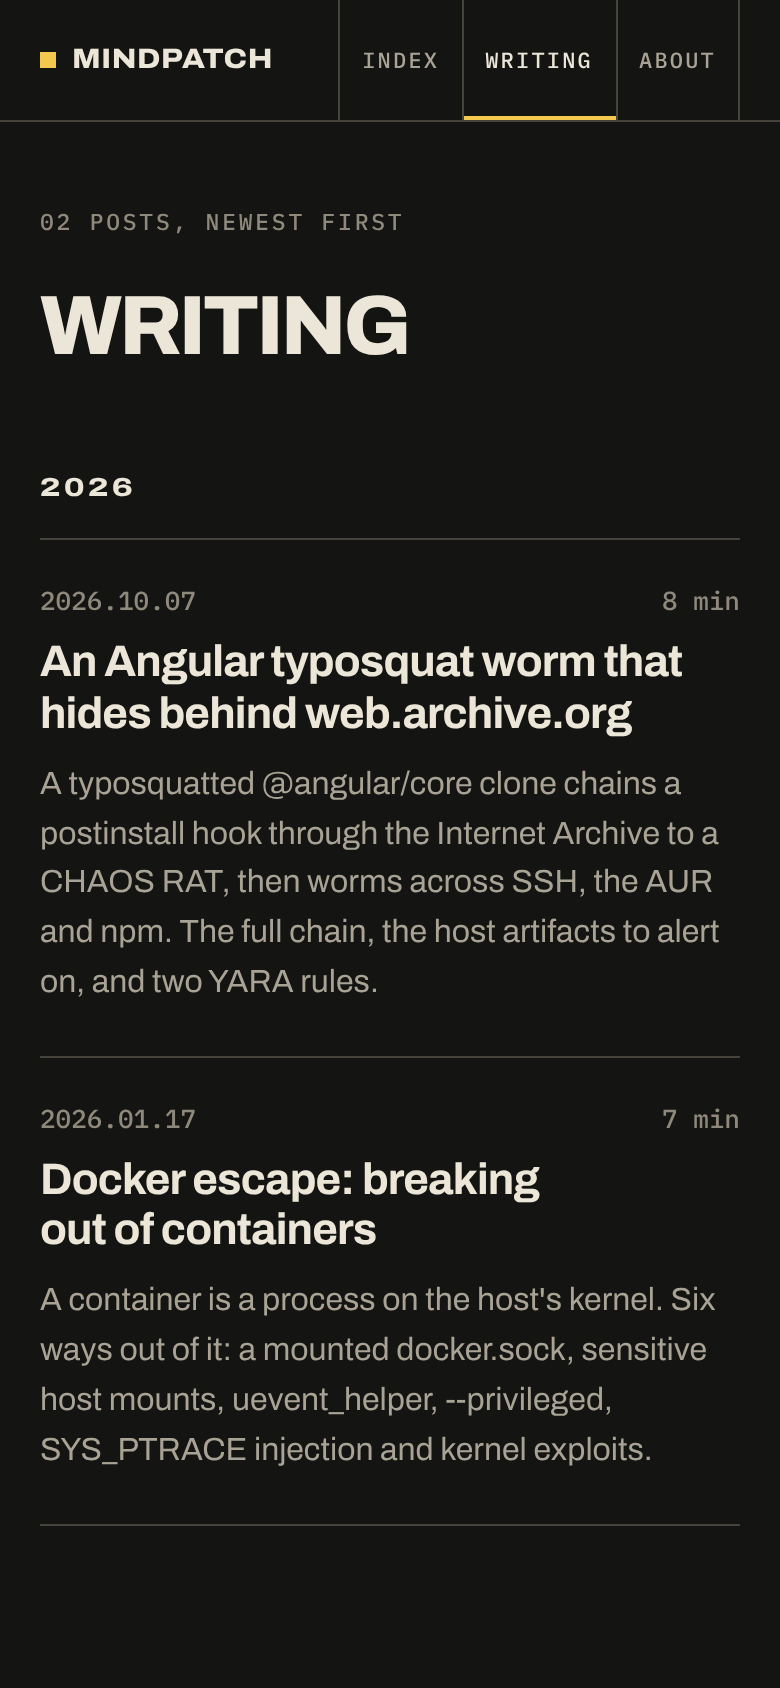 MINDPATCH INDEX WRITING ABOUT
02 POSTS, NEWEST FIRST
WRITING
2026
2026.10.07 8 min
An Angular typosquat worm that
hides behind web.archive.org
A typosquatted @angular/core clone chains a
postinstall hook through the Internet Archive to a
CHAOS RAT, then worms across SSH, the AUR
and npm. The full chain, the host artifacts to alert
on, and two YARA rules.
2026.01.17 7 min
Docker escape: breaking
out of containers
A container is a process on the host's kernel. Six
ways out of it: a mounted docker.sock, sensitive
host mounts, uevent_helper, --privileged,
SYS_PTRACE injection and kernel exploits.